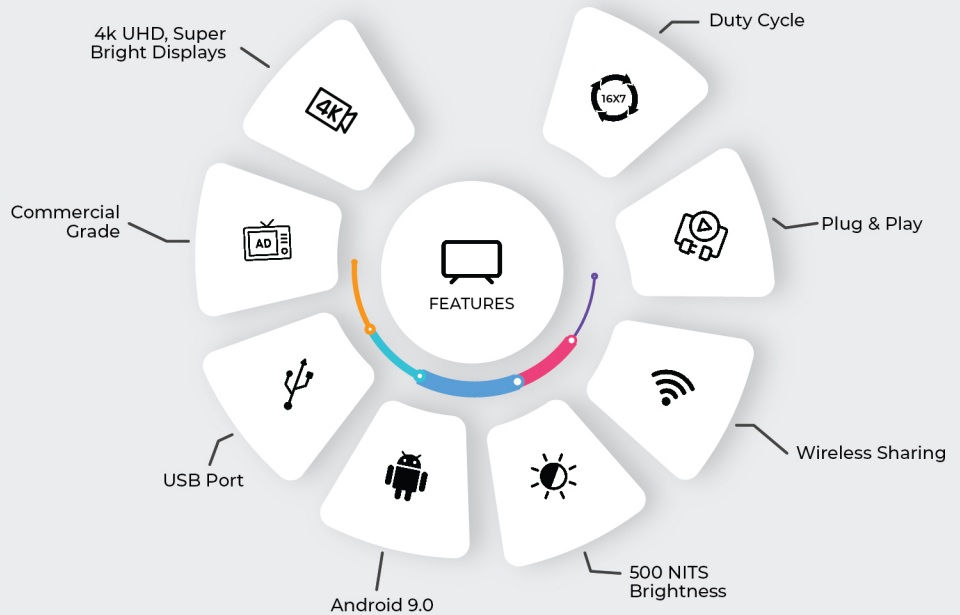 4k UHD, Super
Bright Displays
4K
Duty Cycle
16X7
Commercial
Grade
AD
Plug & Play
FEATURES
USB Port
Wireless Sharing
Android 9.0
500 NITS
Brightness